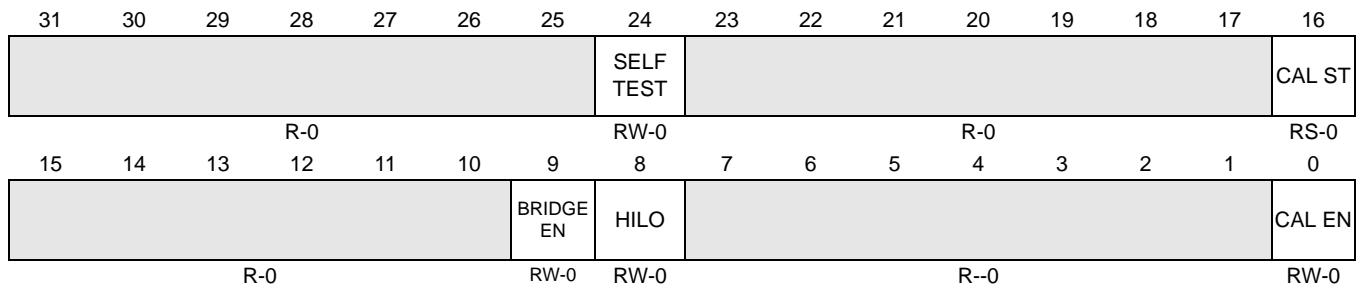 31 30 29 28 27 26 25 24 23 22 21 20 19 18 17 16
SELF
TEST
CAL ST
R-0 RW-0 R-0 RS-0
15 14 13 12 11 10 9 8 7 6 5 4 3 2 1 0
BRIDGE
EN
HILO
CAL EN
R-0 RW-0 RW-0 R--0 RW-0